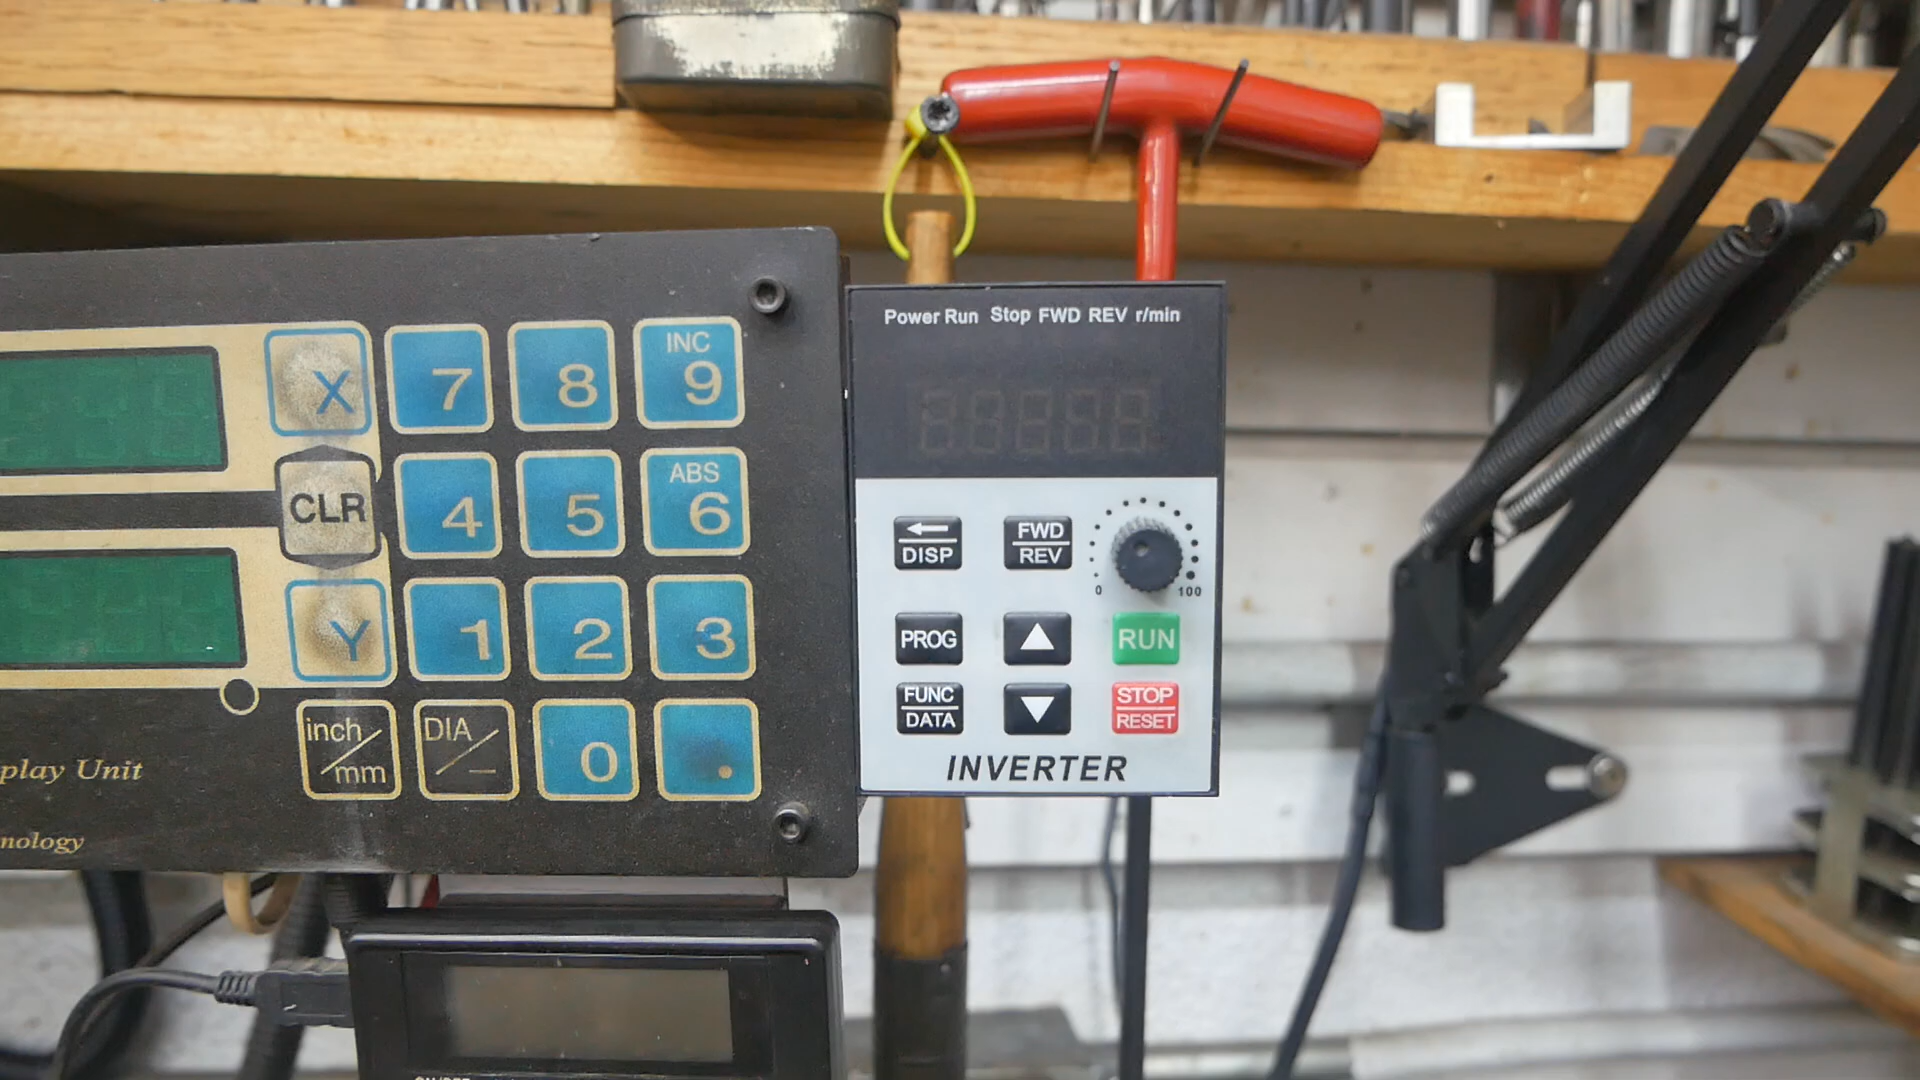 X
7
8
INC
9
CLR
4
5
ABS
6
Y
1
2
3
inch/mm
DIA/−
0
.
play Unit
nology
Power Run Stop FWD REV r/min
←
DISP
FWD
REV
0
100
PROG
▲
RUN
FUNC
DATA
▼
STOP
RESET
INVERTER